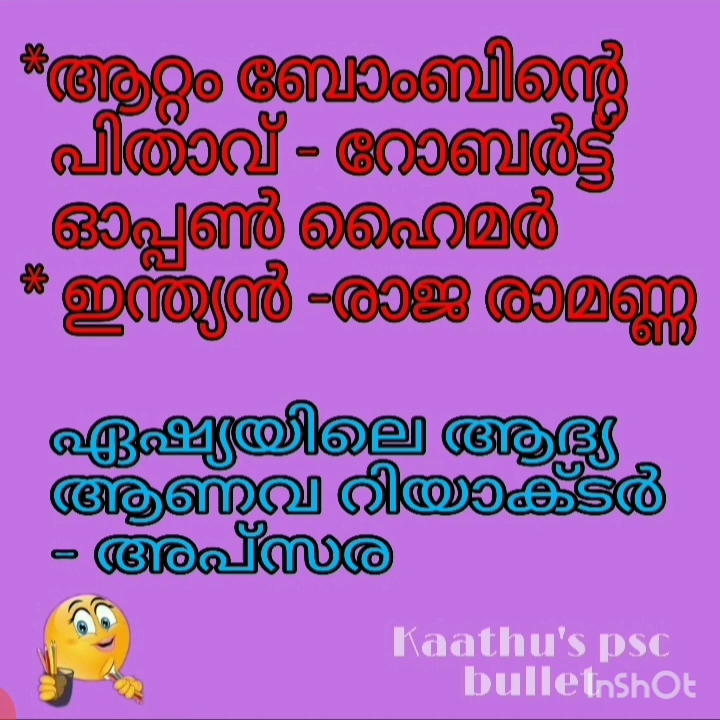 *ആറ്റം ബോംബിന്റെ
പിതാവ് - റോബർട്ട്
ഓപ്പൺ ഹൈമർ
* ഇന്ത്യൻ -രാജ രാമണ്ണ
ഏഷ്യയിലെ ആദ്യ
ആണവ റിയാക്ടർ
- അപ്സര
Kaathu's psc
bullet
InShOt